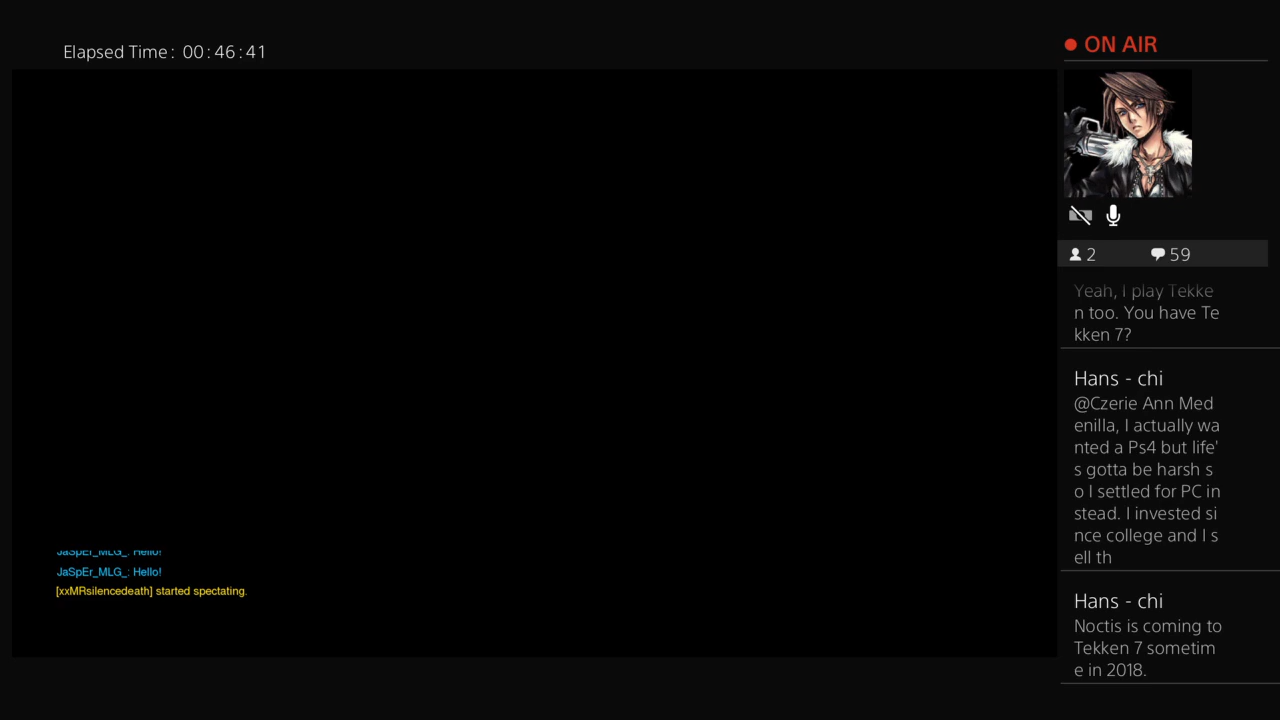 Elapsed Time: 00:46:41
ON AIR
2 59
Yeah, I play Tekke
n too. You have Te
kken 7?
Hans - chi
@Czerie Ann Med
enilla, I actually wa
nted a Ps4 but life'
s gotta be harsh s
o I settled for PC in
stead. I invested si
nce college and I s
ell th
Hans - chi
Noctis is coming to
Tekken 7 sometim
e in 2018.
JaSpEr_MLG_: Hello!
JaSpEr_MLG_: Hello!
[xxMRsilencedeath] started spectating.